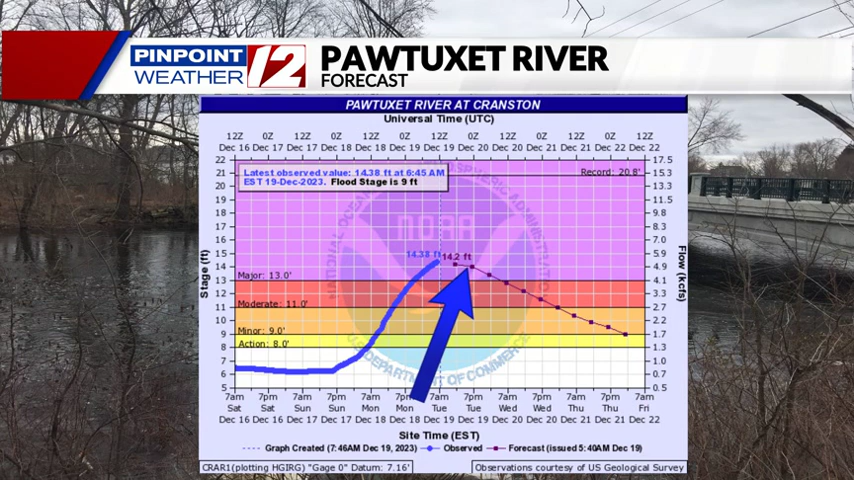 PINPOINT
WEATHER 12
PAWTUXET RIVER
FORECAST
PAWTUXET RIVER AT CRANSTON
Universal Time (UTC)
12Z 0Z 12Z 0Z 12Z 0Z 12Z 0Z 12Z 0Z 12Z 0Z 12Z
Dec 16 Dec 17 Dec 17 Dec 18 Dec 18 Dec 19 Dec 19 Dec 20 Dec 20 Dec 21 Dec 21 Dec 22 Dec 22
22 17.5
Latest observed value: 14.38 ft at 6:45 AM
EST 19-Dec-2023. Flood Stage is 9 ft
Record: 20.8'
21 15.3
20 13.3
19 11.5
18 9.8
17 8.3
16 7.0
15 5.9
14.38 ft 14.2 ft
14 4.9
Major: 13.0'
13 4.1
12 3.3
Moderate: 11.0'
11 2.7
10 2.2
Minor: 9.0'
9 1.7
Action: 8.0'
8 1.3
7 1.0
6 0.7
5 0.5
Stage (ft)
Flow (kcfs)
NOAA
NATIONAL OCEANIC AND ATMOSPHERIC ADMINISTRATION
U.S. DEPARTMENT OF COMMERCE
7am 7pm 7am 7pm 7am 7pm 7am 7pm 7am 7pm 7am 7pm 7am
Sat Sat Sun Sun Mon Mon Tue Tue Wed Wed Thu Thu Fri
Dec 16 Dec 16 Dec 17 Dec 17 Dec 18 Dec 18 Dec 19 Dec 19 Dec 20 Dec 20 Dec 21 Dec 21 Dec 22
Site Time (EST)
Graph Created (7:46AM Dec 19, 2023) Observed Forecast (issued 5:40AM Dec 19)
CRAR1(plotting HGIRG) "Gage 0" Datum: 7.16'
Observations courtesy of US Geological Survey